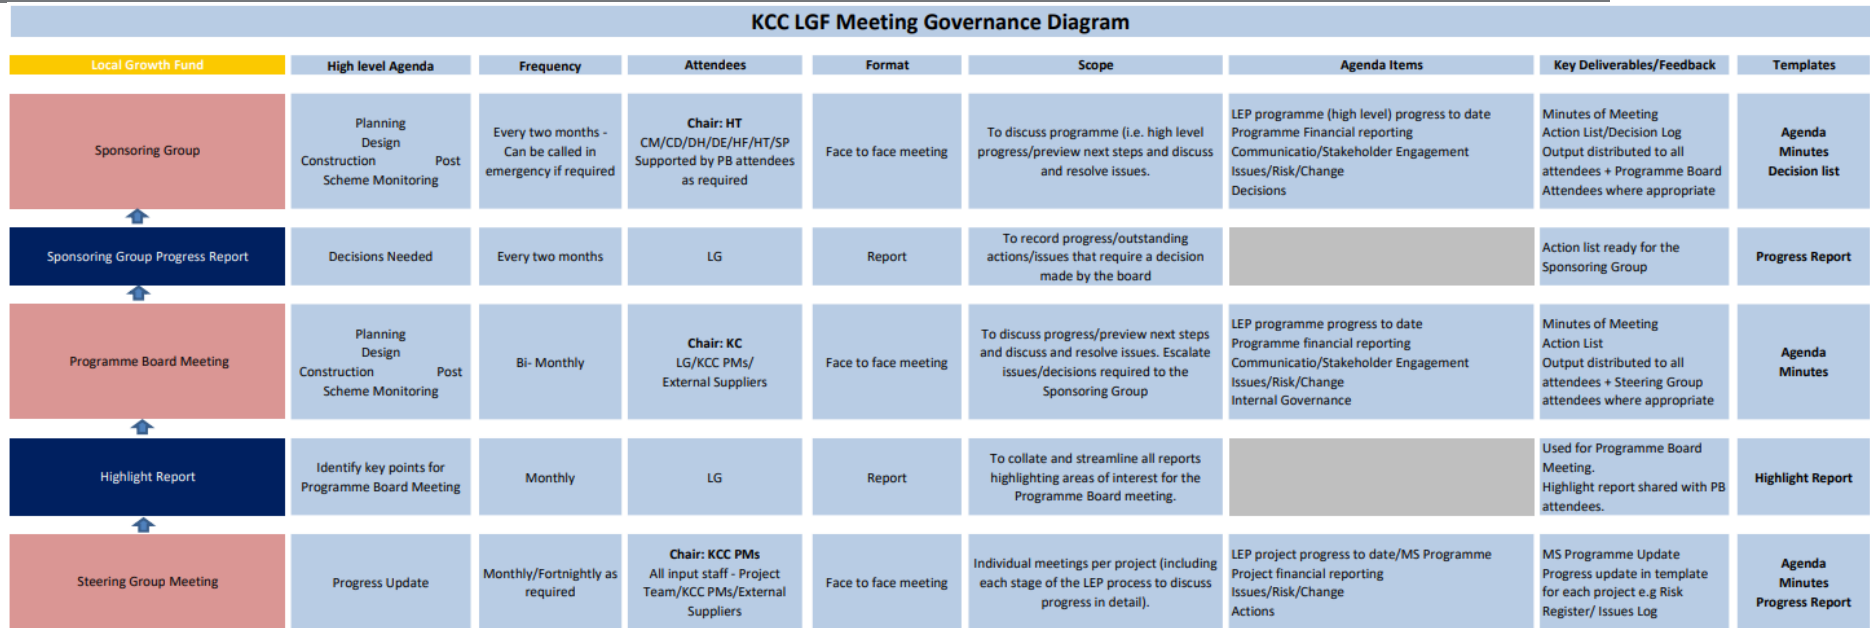 KCC LGF Meeting Governance Diagram
Local Growth Fund
High level Agenda
Frequency
Attendees
Format
Scope
Agenda Items
Key Deliverables/Feedback
Templates
Sponsoring Group
Planning
Design
Construction Post
Scheme Monitoring
Every two months -
Can be called in
emergency if required
Chair: HT
CM/CD/DH/DE/HF/HT/SP
Supported by PB attendees
as required
Face to face meeting
To discuss programme (i.e. high level
progress/preview next steps and discuss
and resolve issues.
LEP programme (high level) progress to date
Programme Financial reporting
Communicatio/Stakeholder Engagement
Issues/Risk/Change
Decisions
Minutes of Meeting
Action List/Decision Log
Output distributed to all
attendees + Programme Board
Attendees where appropriate
Agenda
Minutes
Decision list
Sponsoring Group Progress Report
Decisions Needed
Every two months
LG
Report
To record progress/outstanding
actions/issues that require a decision
made by the board
Action list ready for the
Sponsoring Group
Progress Report
Programme Board Meeting
Planning
Design
Construction Post
Scheme Monitoring
Bi- Monthly
Chair: KC
LG/KCC PMs/
External Suppliers
Face to face meeting
To discuss progress/preview next steps
and discuss and resolve issues. Escalate
issues/decisions required to the
Sponsoring Group
LEP programme progress to date
Programme financial reporting
Communicatio/Stakeholder Engagement
Issues/Risk/Change
Internal Governance
Minutes of Meeting
Action List
Output distributed to all
attendees + Steering Group
attendees where appropriate
Agenda
Minutes
Highlight Report
Identify key points for
Programme Board Meeting
Monthly
LG
Report
To collate and streamline all reports
highlighting areas of interest for the
Programme Board meeting.
Used for Programme Board
Meeting.
Highlight report shared with PB
attendees.
Highlight Report
Steering Group Meeting
Progress Update
Monthly/Fortnightly as
required
Chair: KCC PMs
All input staff - Project
Team/KCC PMs/External
Suppliers
Face to face meeting
Individual meetings per project (including
each stage of the LEP process to discuss
progress in detail).
LEP project progress to date/MS Programme
Project financial reporting
Issues/Risk/Change
Actions
MS Programme Update
Progress update in template
for each project e.g Risk
Register/ Issues Log
Agenda
Minutes
Progress Report